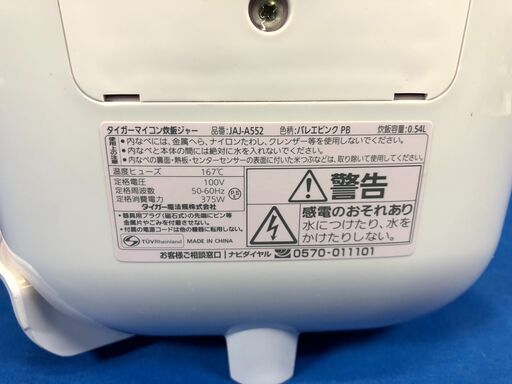 タイガーマイコン炊飯ジャー 品番:JAJ-A552 色柄:バレエピンク PB 炊飯容量:0.54L
使用上の注意
●内なべには、金属へら、ナイロンたわし、クレンザー等を使用しないでください。
●内なべと本体の間には絶対に水を入れないでください。
●内なべの裏面・熱板・センターセンサーの表面に付いた米つぶなどは、取り除いて使用してください。
温度ヒューズ 167℃
定格電圧 100V
定格周波数 50-60Hz
定格消費電力 375W
PSE
タイガー魔法瓶株式会社
●器具用プラグ(磁石式)の先端にピン等
金属片やごみを付着させない。
●付属の電源コードは他の機器に転用しない。
TÜVRheinland MADE IN CHINA
警告
感電のおそれあり
水につけたり、水を
かけたりしない。
お客様ご相談窓口 ナビダイヤル 0570-011101